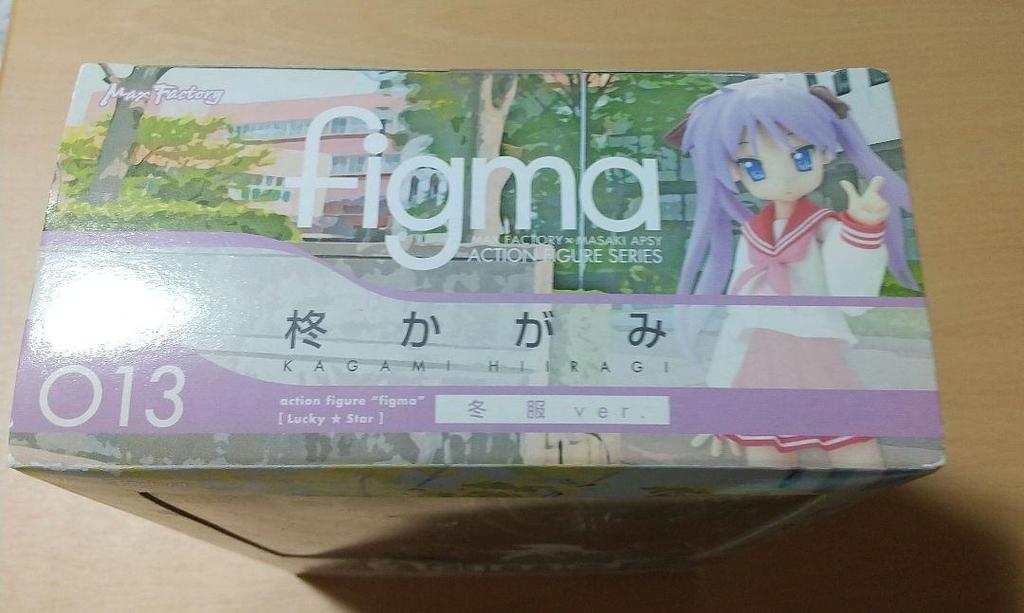 Max Factory
figma
MAX FACTORY×MASAKI APSY
ACTION FIGURE SERIES
柊かがみ
KAGAMI HIIRAGI
013
action figure "figma"
[ Lucky ★ Star ]
冬服 ver.